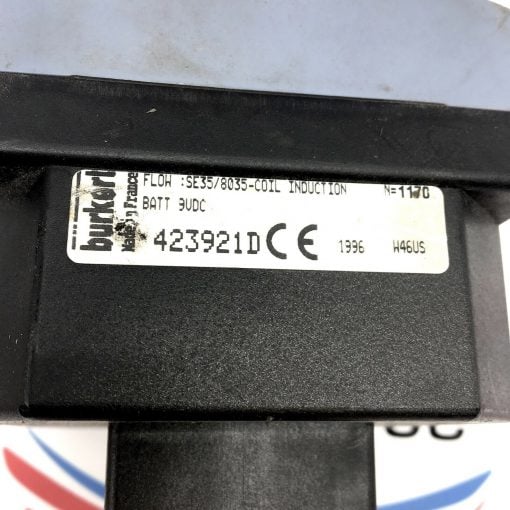 burkert
Made in France
FLOW :SE35/8035-COIL INDUCTION N=1170
BATT 9VDC
423921D CE 1996 W46US